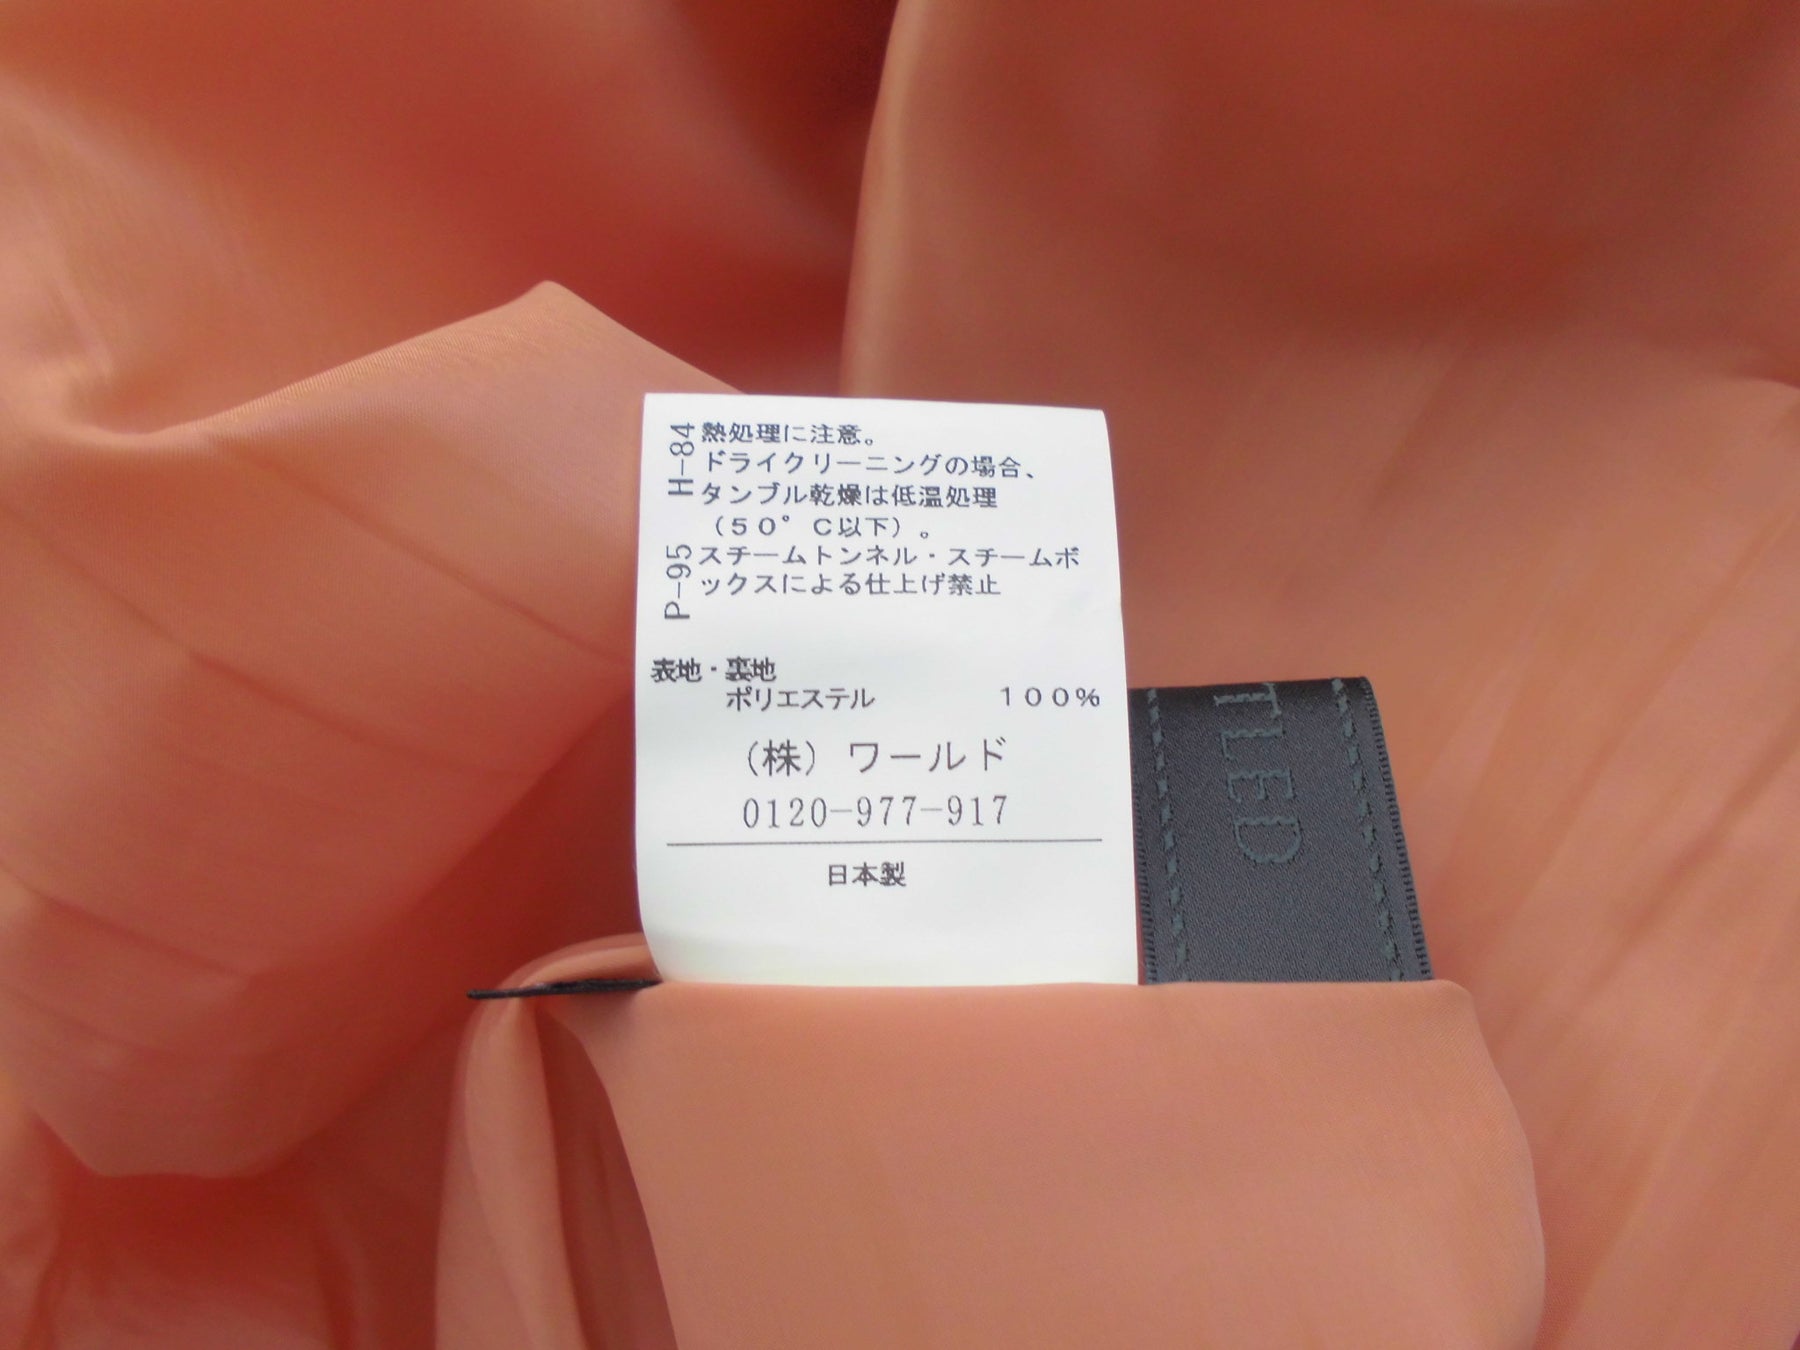 H-84 熱処理に注意。
ドライクリーニングの場合、
タンブル乾燥は低温処理
（50°C以下）。
P-95 スチームトンネル・スチームボ
ックスによる仕上げ禁止
表地・裏地
ポリエステル 100%
（株）ワールド
0120-977-917
日本製
TLED